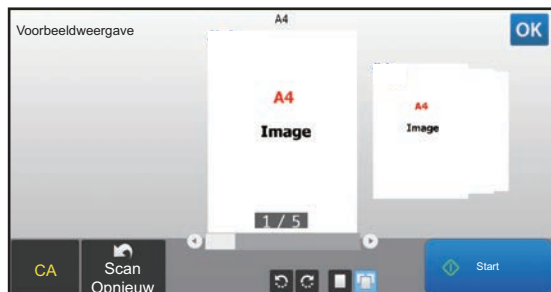 A4
Voorbeeldweergave
OK
A4
Image
A4
Image
1 / 5
CA
Scan
Opnieuw
Start